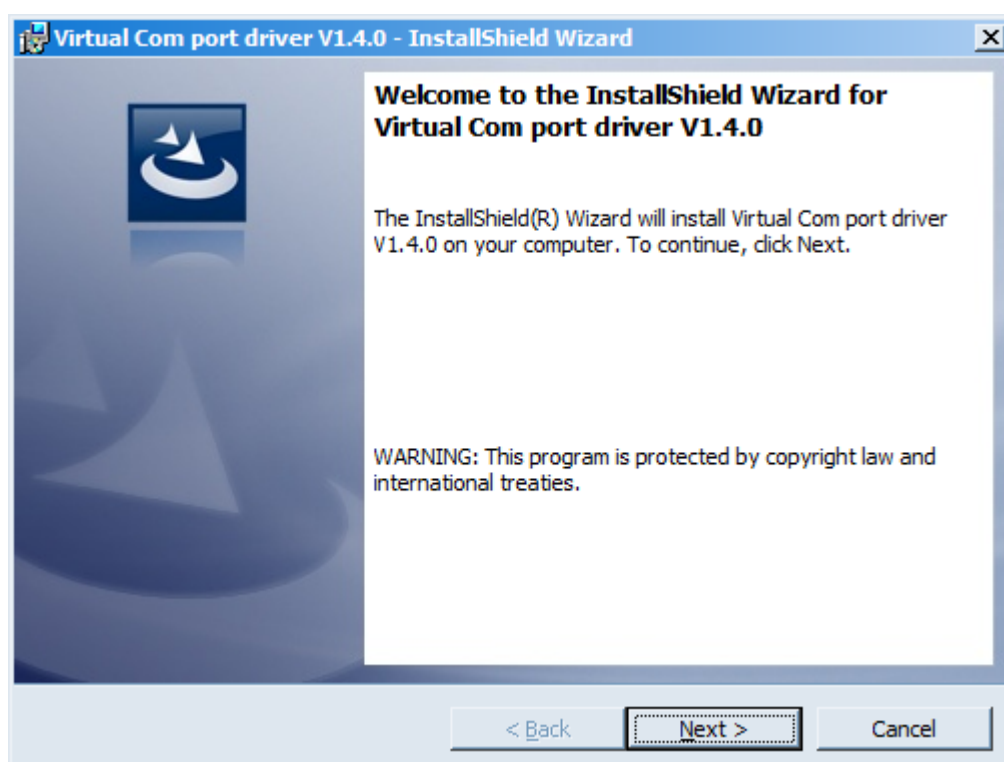 Virtual Com port driver V1.4.0 - InstallShield Wizard
Welcome to the InstallShield Wizard for
Virtual Com port driver V1.4.0
The InstallShield(R) Wizard will install Virtual Com port driver
V1.4.0 on your computer. To continue, click Next.
WARNING: This program is protected by copyright law and
international treaties.
< Back
Next >
Cancel